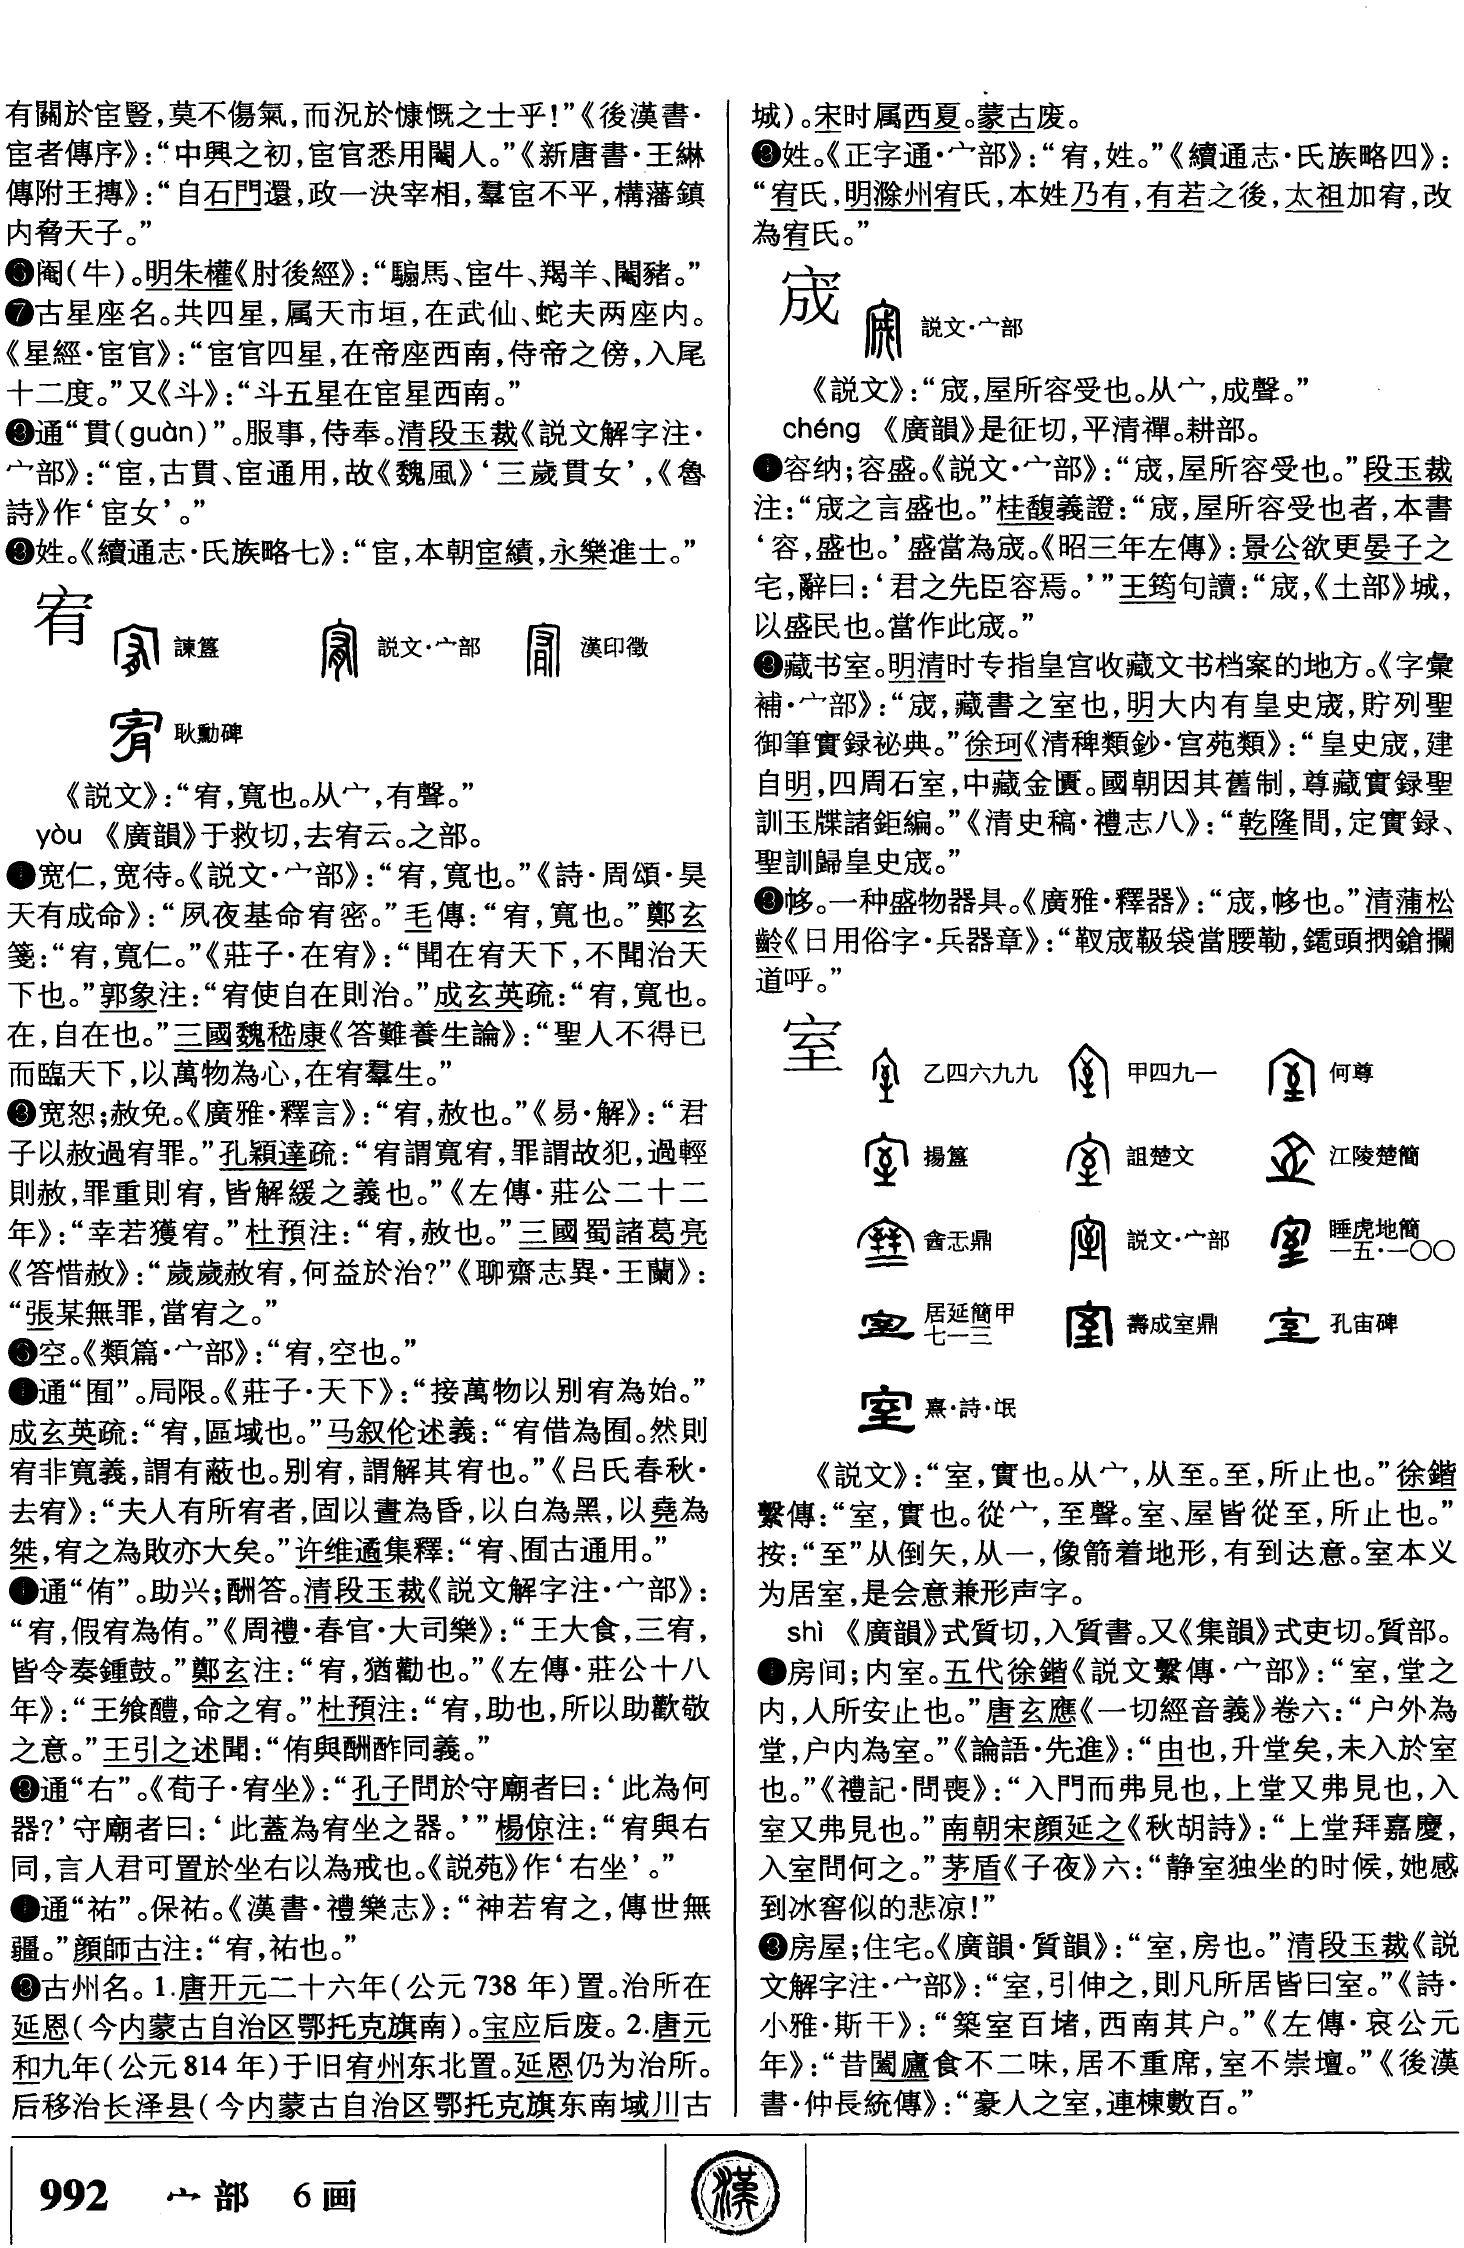 有關於宦豎，莫不傷氣，而況於慷慨之士乎！”《後漢書·
宦者傳序》：“中興之初，宦官悉用閹人。”《新唐書·王綝
傳附王摶》：“自石門還，政一決宰相，羣宦不平，構藩鎮
内脅天子。”
❻阉（牛）。明朱權《肘後經》：“騸馬、宦牛、羯羊、閹豬。”
❼古星座名。共四星，属天市垣，在武仙、蛇夫两座内。
《星經·宦官》：“宦官四星，在帝座西南，侍帝之傍，入尾
十二度。”又《斗》：“斗五星在宦星西南。”
❽通“貫（guàn）”。服事，侍奉。清段玉裁《説文解字注·
宀部》：“宦，古貫、宦通用，故《魏風》‘三歲貫女’，《魯
詩》作‘宦女’。”
❾姓。《續通志·氏族略七》：“宦，本朝宦績，永樂進士。”
宥
諫簋 説文·宀部 漢印徵
耿勳碑
《説文》：“宥，寬也。从宀，有聲。”
yòu 《廣韻》于救切，去宥云。之部。
❶宽仁，宽待。《説文·宀部》：“宥，寬也。”《詩·周頌·昊
天有成命》：“夙夜基命宥密。”毛傳：“宥，寬也。”鄭玄
箋：“宥，寬仁。”《莊子·在宥》：“聞在宥天下，不聞治天
下也。”郭象注：“宥使自在則治。”成玄英疏：“宥，寬也。
在，自在也。”三國魏嵇康《答難養生論》：“聖人不得已
而臨天下，以萬物為心，在宥羣生。”
❷宽恕；赦免。《廣雅·釋言》：“宥，赦也。”《易·解》：“君
子以赦過宥罪。”孔穎達疏：“宥謂寬宥，罪謂故犯，過輕
則赦，罪重則宥，皆解緩之義也。”《左傳·莊公二十二
年》：“幸若獲宥。”杜預注：“宥，赦也。”三國蜀諸葛亮
《答惜赦》：“歲歲赦宥，何益於治？”《聊齋志異·王蘭》：
“張某無罪，當宥之。”
❸空。《類篇·宀部》：“宥，空也。”
❹通“囿”。局限。《莊子·天下》：“接萬物以别宥為始。”
成玄英疏：“宥，區域也。”马叙伦述義：“宥借為囿。然則
宥非寬義，謂有蔽也。别宥，謂解其宥也。”《吕氏春秋·
去宥》：“夫人有所宥者，固以晝為昏，以白為黑，以堯為
桀，宥之為敗亦大矣。”许维遹集釋：“宥、囿古通用。”
❺通“侑”。助兴；酬答。清段玉裁《説文解字注·宀部》：
“宥，假宥為侑。”《周禮·春官·大司樂》：“王大食，三宥，
皆令奏鍾鼓。”鄭玄注：“宥，猶勸也。”《左傳·莊公十八
年》：“王飨醴，命之宥。”杜預注：“宥，助也，所以助歡敬
之意。”王引之述聞：“侑與酬酢同義。”
❻通“右”。《荀子·宥坐》：“孔子問於守廟者曰：‘此為何
器？’守廟者曰：‘此蓋為宥坐之器。’”楊倞注：“宥與右
同，言人君可置於坐右以為戒也。《説苑》作‘右坐’。”
❼通“祐”。保祐。《漢書·禮樂志》：“神若宥之，傳世無
疆。”顔師古注：“宥，祐也。”
❽古州名。1.唐开元二十六年（公元738年）置。治所在
延恩（今内蒙古自治区鄂托克旗南）。宝应后废。2.唐元
和九年（公元814年）于旧宥州东北置。延恩仍为治所。
后移治长泽县（今内蒙古自治区鄂托克旗东南城川古
城）。宋时属西夏。蒙古废。
❾姓。《正字通·宀部》：“宥，姓。”《續通志·氏族略四》：
“宥氏，明滁州宥氏，本姓乃有，有若之後，太祖加宥，改
為宥氏。”
宬
説文·宀部
《説文》：“宬，屋所容受也。从宀，成聲。”
chéng 《廣韻》是征切，平清禪。耕部。
❶容纳；容盛。《説文·宀部》：“宬，屋所容受也。”段玉裁
注：“宬之言盛也。”桂馥義證：“宬，屋所容受也者，本書
‘容，盛也。’盛當為宬。《昭三年左傳》：景公欲更晏子之
宅，辭曰：‘君之先臣容焉。’”王筠句讀：“宬，《土部》城，
以盛民也。當作此宬。”
❷藏书室。明清时专指皇宫收藏文书档案的地方。《字彙
補·宀部》：“宬，藏書之室也，明大内有皇史宬，貯列聖
御筆實録祕典。”徐珂《清稗類鈔·宫苑類》：“皇史宬，建
自明，四周石室，中藏金匱。國朝因其舊制，尊藏實録聖
訓玉牒諸鉅編。”《清史稿·禮志八》：“乾隆間，定實録、
聖訓歸皇史宬。”
❸㡋。一种盛物器具。《廣雅·釋器》：“宬，㡋也。”清蒲松
齡《日用俗字·兵器章》：“靫宬靸袋當腰勒，鑐頭捫鎗攔
道呼。”
室
乙四六九九 甲四九一 何尊
揚簋 詛楚文 江陵楚簡
酓忎鼎 説文·宀部 睡虎地簡一五·一〇〇
居延簡甲七一三 壽成室鼎 孔宙碑
熹·詩·氓
《説文》：“室，實也。从宀，从至。至，所止也。”徐鍇
繫傳：“室，實也。從宀，至聲。室、屋皆從至，所止也。”
按：“至”从倒矢，从一，像箭着地形，有到达意。室本义
为居室，是会意兼形声字。
shì 《廣韻》式質切，入質書。又《集韻》式吏切。質部。
❶房间；内室。五代徐鍇《説文繫傳·宀部》：“室，堂之
内，人所安止也。”唐玄應《一切經音義》卷六：“户外為
堂，户内為室。”《論語·先進》：“由也，升堂矣，未入於室
也。”《禮記·問喪》：“入門而弗見也，上堂又弗見也，入
室又弗見也。”南朝宋顔延之《秋胡詩》：“上堂拜嘉慶，
入室問何之。”茅盾《子夜》六：“静室独坐的时候，她感
到冰窖似的悲凉！”
❷房屋；住宅。《廣韻·質韻》：“室，房也。”清段玉裁《説
文解字注·宀部》：“室，引伸之，則凡所居皆曰室。”《詩·
小雅·斯干》：“築室百堵，西南其户。”《左傳·哀公元
年》：“昔闔廬食不二味，居不重席，室不崇壇。”《後漢
書·仲長統傳》：“豪人之室，連棟數百。”
992 宀部 6画
漢